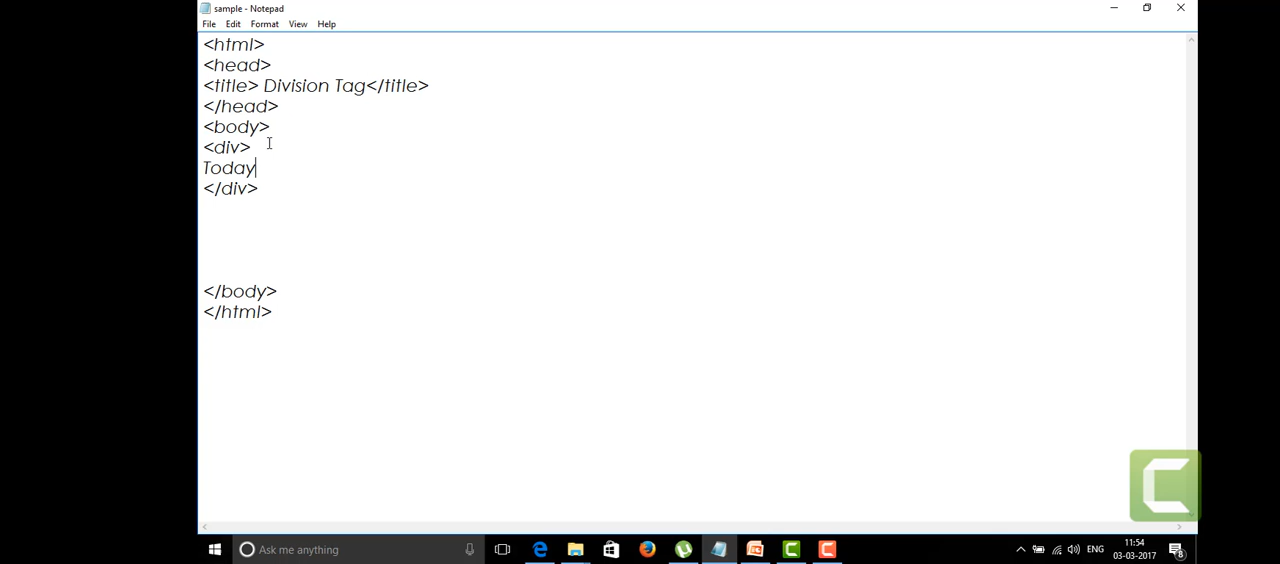 sample - Notepad
File Edit Format View Help
<html>
<head>
<title> Division Tag</title>
</head>
<body>
<div>
Today
</div>
</body>
</html>
Ask me anything
ENG
11:54
03-03-2017
8